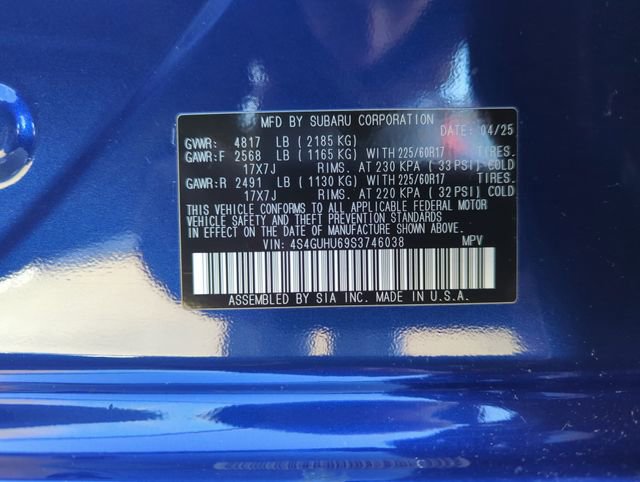 MFD BY SUBARU CORPORATION
DATE: 04/25
GVWR: 4817 LB (2185 KG)
GAWR:F 2568 LB (1165 KG) WITH 225/60R17 TIRES.
17X7J RIMS. AT 230 KPA (33 PSI) COLD
GAWR:R 2491 LB (1130 KG) WITH 225/60R17 TIRES.
17X7J RIMS. AT 220 KPA (32 PSI) COLD
THIS VEHICLE CONFORMS TO ALL APPLICABLE FEDERAL MOTOR
VEHICLE SAFETY AND THEFT PREVENTION STANDARDS
IN EFFECT ON THE DATE OF MANUFACTURE SHOWN ABOVE.
VIN: 4S4GUHU69S3746038 MPV
ASSEMBLED BY SIA INC. MADE IN U.S.A.